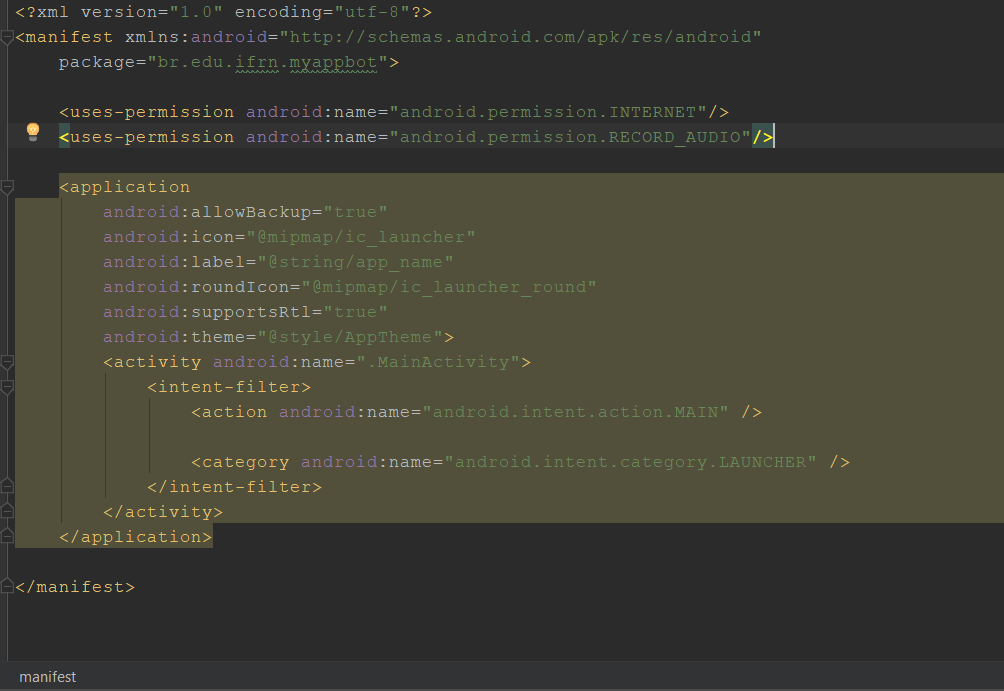 <?xml version="1.0" encoding="utf-8"?>
<manifest xmlns:android="http://schemas.android.com/apk/res/android"
package="br.edu.ifrn.myappbot">
<uses-permission android:name="android.permission.INTERNET"/>
<uses-permission android:name="android.permission.RECORD_AUDIO"/>
<application
android:allowBackup="true"
android:icon="@mipmap/ic_launcher"
android:label="@string/app_name"
android:roundIcon="@mipmap/ic_launcher_round"
android:supportsRtl="true"
android:theme="@style/AppTheme">
<activity android:name=".MainActivity">
<intent-filter>
<action android:name="android.intent.action.MAIN" />
<category android:name="android.intent.category.LAUNCHER" />
</intent-filter>
</activity>
</application>
</manifest>
manifest